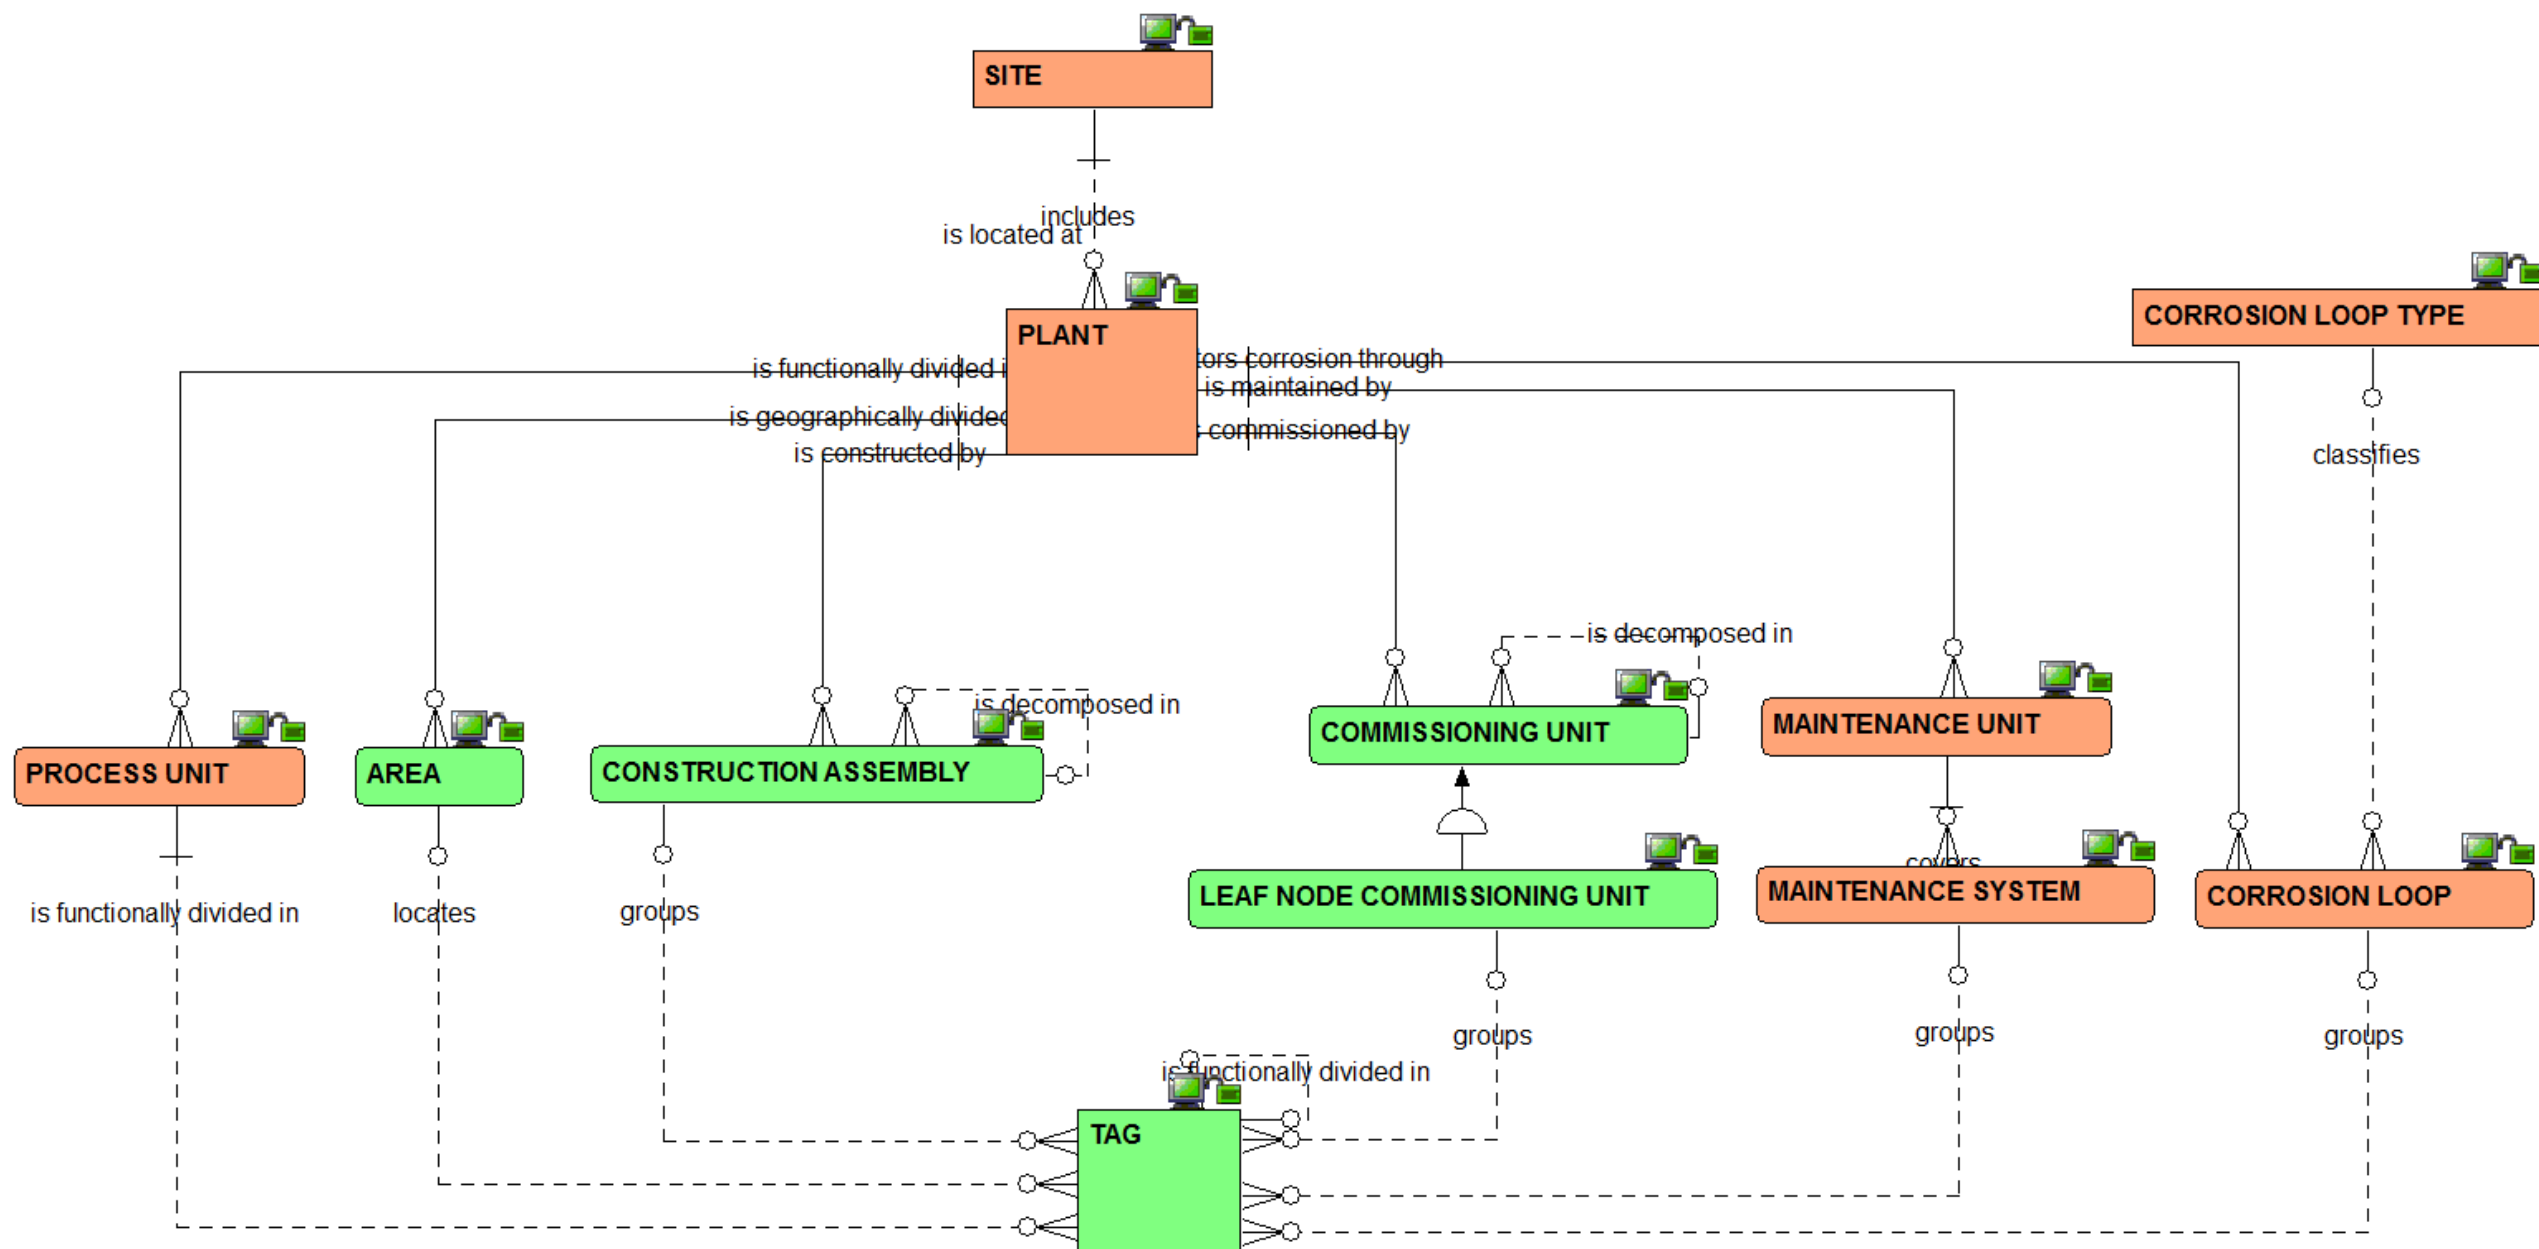 SITE
includes
is located at
PLANT
CORROSION LOOP TYPE
is functionally divided
tors corrosion through
is maintained by
is geographically divided
commissioned by
is constructed by
classifies
is decomposed in
is decomposed in
COMMISSIONING UNIT
MAINTENANCE UNIT
PROCESS UNIT
AREA
CONSTRUCTION ASSEMBLY
covers
LEAF NODE COMMISSIONING UNIT
MAINTENANCE SYSTEM
CORROSION LOOP
is functionally divided in
locates
groups
groups
groups
groups
is functionally divided in
TAG